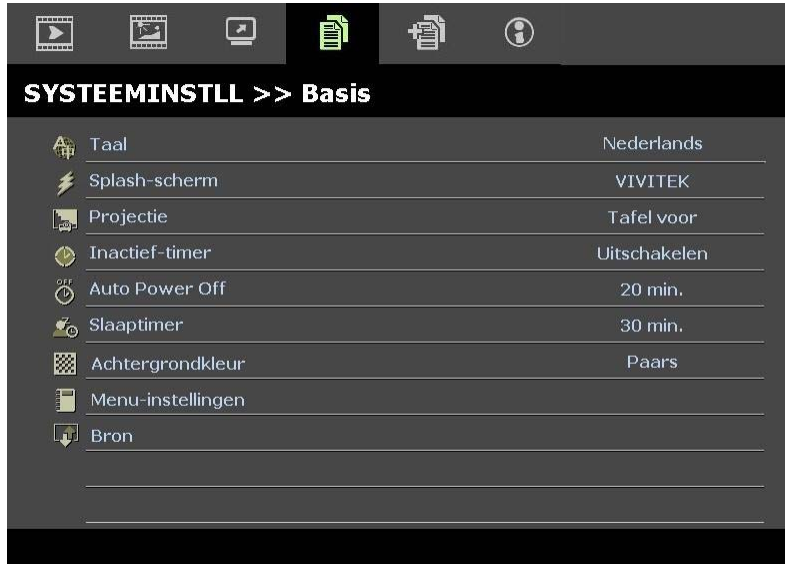 SYSTEEMINSTLL >> Basis
Taal Nederlands
Splash-scherm VIVITEK
Projectie Tafel voor
Inactief-timer Uitschakelen
OFF
Auto Power Off 20 min.
Slaaptimer 30 min.
Achtergrondkleur Paars
Menu-instellingen
Bron